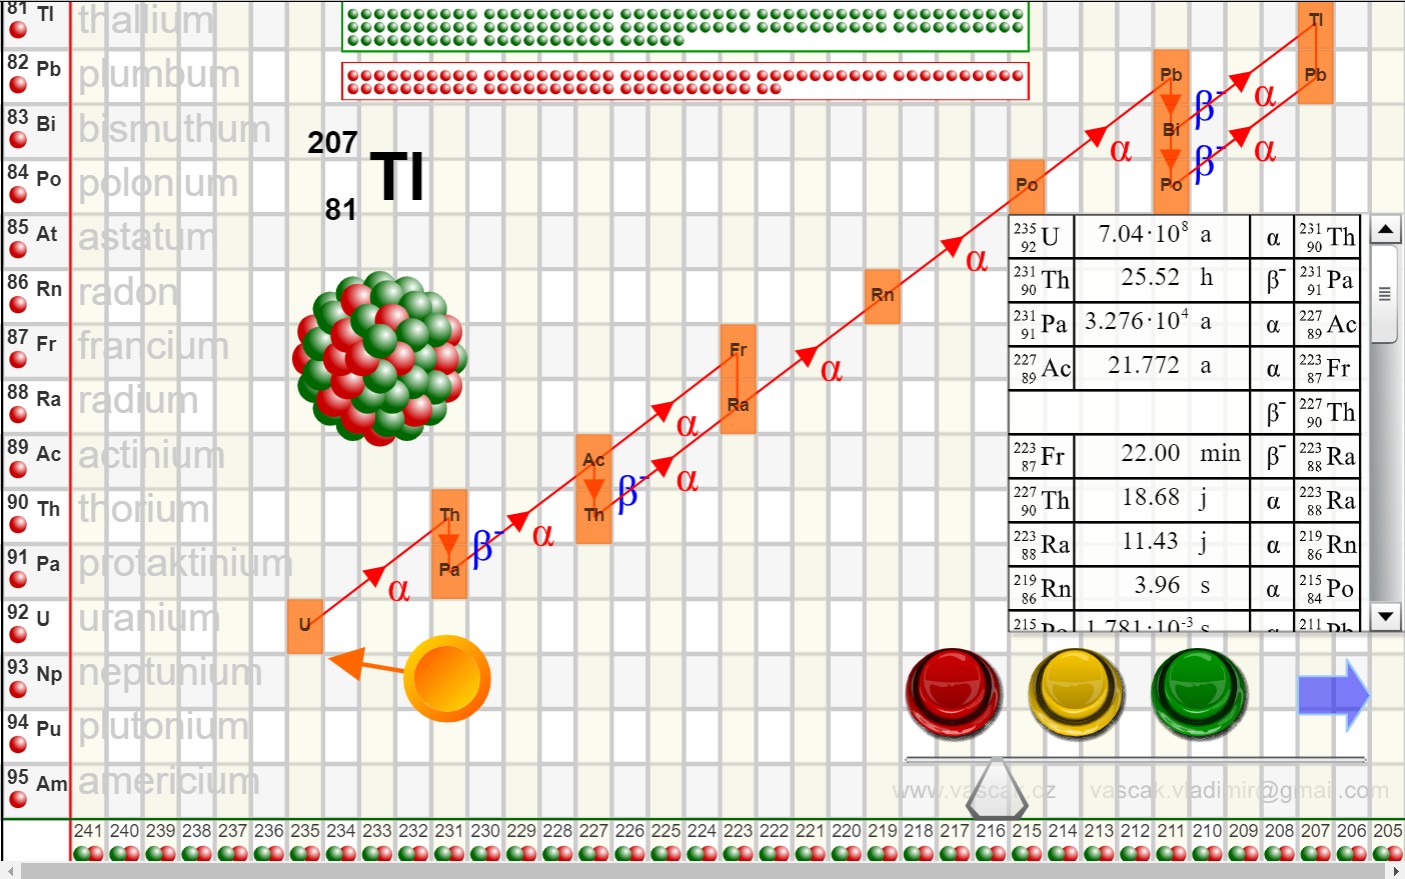 81 Tl thallium
82 Pb plumbum
83 Bi bismuthum
84 Po polonium
85 At astatum
86 Rn radon
87 Fr francium
88 Ra radium
89 Ac actinium
90 Th thorium
91 Pa protaktinium
92 U uranium
93 Np neptunium
94 Pu plutonium
95 Am americium
207
81
Tl
Tl
Pb
Pb
β⁻ α
Bi
α
β⁻ α
Po
Po
α
Rn
α
Fr
Ra
α
Ac
β⁻ α
Th
α
Th
β⁻
Pa
α
U
235 92 U 7.04·10⁸ a α 231 90 Th
231 90 Th 25.52 h β⁻ 231 91 Pa
231 91 Pa 3.276·10⁴ a α 227 89 Ac
227 89 Ac 21.772 a α 223 87 Fr
β⁻ 227 90 Th
223 87 Fr 22.00 min β⁻ 223 88 Ra
227 90 Th 18.68 j α 223 88 Ra
223 88 Ra 11.43 j α 219 86 Rn
219 86 Rn 3.96 s α 215 84 Po
215 Po 1.781·10⁻³ s α 211 Pb
www.vascak.cz vascak.vladimir@gmail.com
241 240 239 238 237 236 235 234 233 232 231 230 229 228 227 226 225 224 223 222 221 220 219 218 217 216 215 214 213 212 211 210 209 208 207 206 205